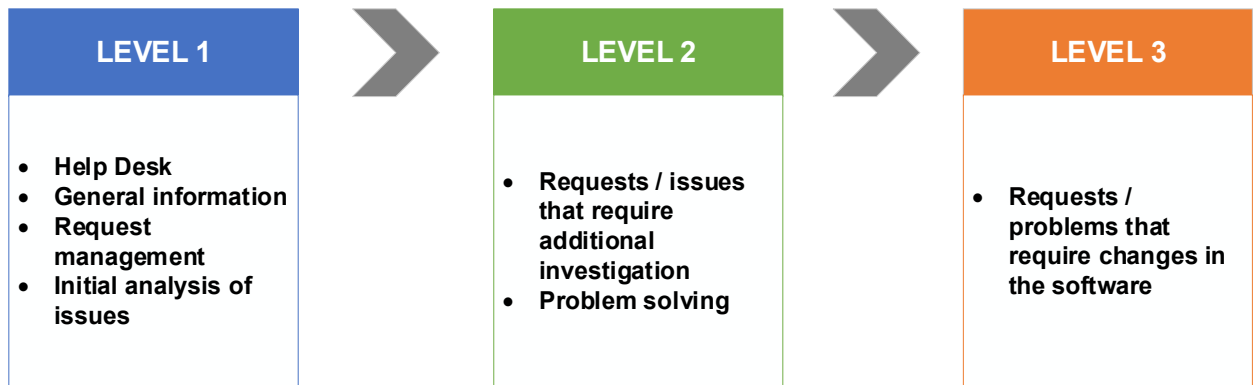 LEVEL 1
• Help Desk
• General information
• Request
management
• Initial analysis of
issues
LEVEL 2
• Requests / issues
that require
additional
investigation
• Problem solving
LEVEL 3
• Requests /
problems that
require changes in
the software